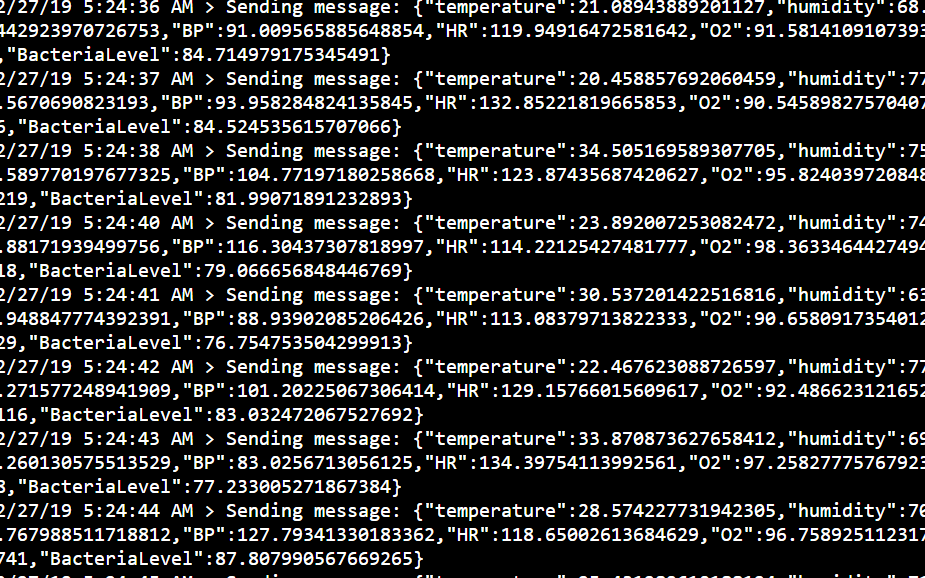 2/27/19 5:24:36 AM > Sending message: {"temperature":21.08943889201127,"humidity":68.
442923970726753,"BP":91.009565885648854,"HR":119.94916472581642,"O2":91.5814109107393
,"BacteriaLevel":84.714979175345491}
2/27/19 5:24:37 AM > Sending message: {"temperature":20.458857692060459,"humidity":77
.5670690823193,"BP":93.958284824135845,"HR":132.85221819665853,"O2":90.54589827570407
6,"BacteriaLevel":84.524535615707066}
2/27/19 5:24:38 AM > Sending message: {"temperature":34.505169589307705,"humidity":75
.589770197677325,"BP":104.77197180258668,"HR":123.87435687420627,"O2":95.824039720848
219,"BacteriaLevel":81.99071891232893}
2/27/19 5:24:40 AM > Sending message: {"temperature":23.892007253082472,"humidity":74
.88171939499756,"BP":116.30437307818997,"HR":114.22125427481777,"O2":98.3633464427494
18,"BacteriaLevel":79.066656848446769}
2/27/19 5:24:41 AM > Sending message: {"temperature":30.537201422516816,"humidity":63
.948847774392391,"BP":88.93902085206426,"HR":113.08379713822333,"O2":90.6580917354012
29,"BacteriaLevel":76.754753504299913}
2/27/19 5:24:42 AM > Sending message: {"temperature":22.467623088726597,"humidity":77
.271577248941909,"BP":101.20225067306414,"HR":129.15766015609617,"O2":92.486623121652
116,"BacteriaLevel":83.032472067527692}
2/27/19 5:24:43 AM > Sending message: {"temperature":33.870873627658412,"humidity":69
.260130575513529,"BP":83.0256713056125,"HR":134.39754113992561,"O2":97.25827775767923
8,"BacteriaLevel":77.233005271867384}
2/27/19 5:24:44 AM > Sending message: {"temperature":28.574227731942305,"humidity":70
.767988511718812,"BP":127.79341330183362,"HR":118.65002613684629,"O2":96.758925112317
741,"BacteriaLevel":87.807990567669265}